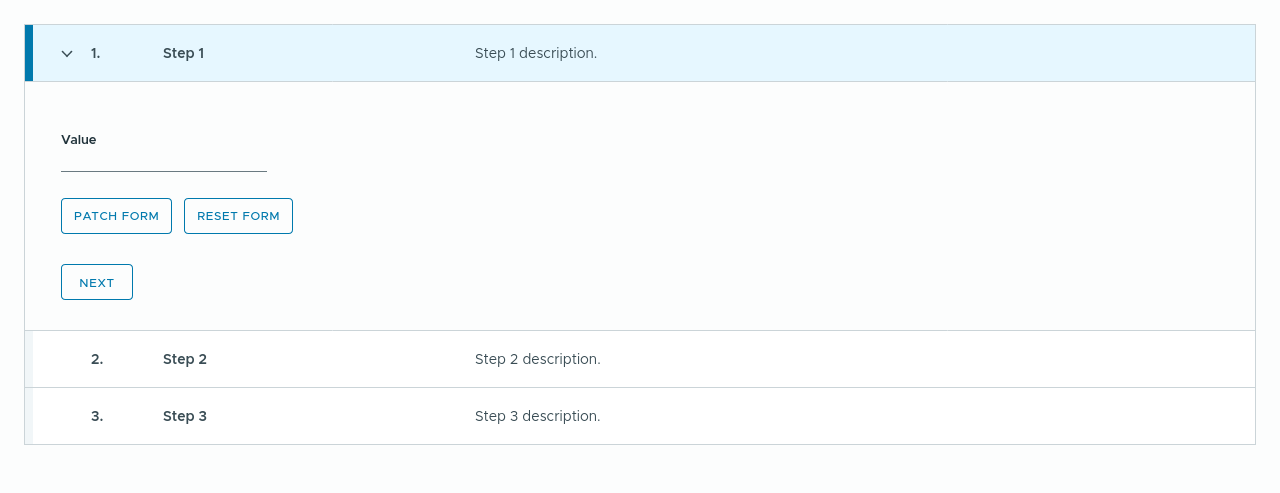 1. Step 1 Step 1 description.
Value
PATCH FORM RESET FORM
NEXT
2. Step 2 Step 2 description.
3. Step 3 Step 3 description.